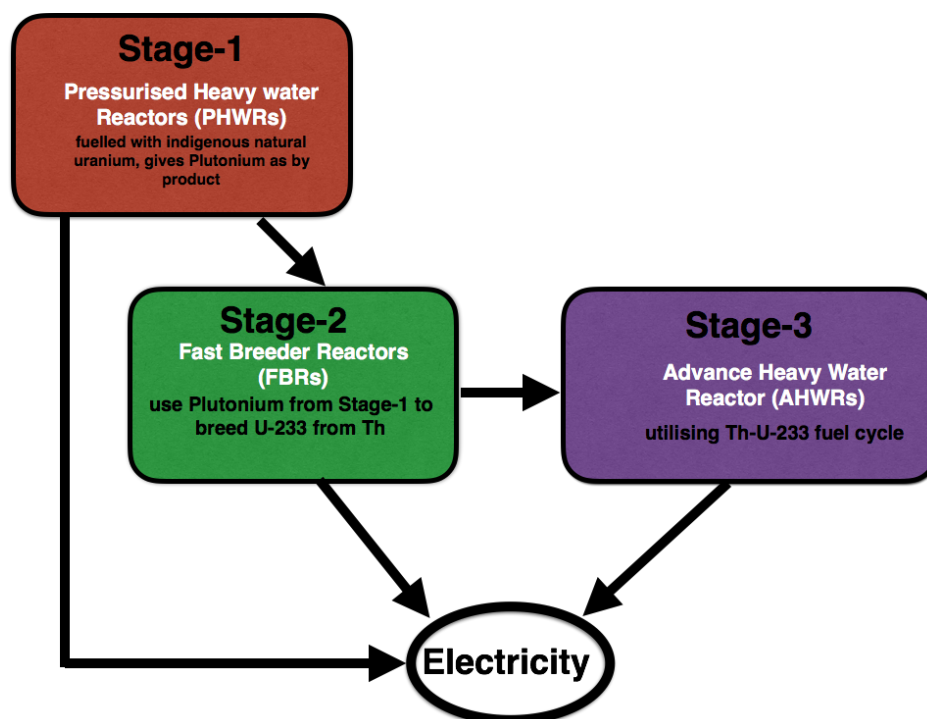 Stage-1
Pressurised Heavy water
Reactors (PHWRs)
fuelled with indigenous natural
uranium, gives Plutonium as by
product
Stage-2
Fast Breeder Reactors
(FBRs)
use Plutonium from Stage-1 to
breed U-233 from Th
Stage-3
Advance Heavy Water
Reactor (AHWRs)
utilising Th-U-233 fuel cycle
Electricity